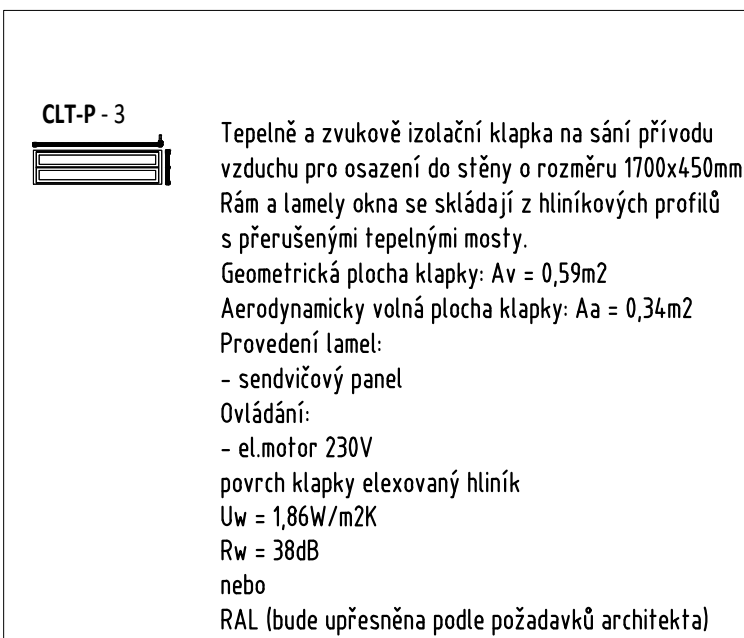 CLT-P - 3
Tepelně a zvukově izolační klapka na sání přívodu
vzduchu pro osazení do stěny o rozměru 1700x450mm
Rám a lamely okna se skládají z hliníkových profilů
s přerušenými tepelnými mosty.
Geometrická plocha klapky: Av = 0,59m2
Aerodynamicky volná plocha klapky: Aa = 0,34m2
Provedení lamel:
- sendvičový panel
Ovládání:
- el.motor 230V
povrch klapky elexovaný hliník
Uw = 1,86W/m2K
Rw = 38dB
nebo
RAL (bude upřesněna podle požadavků architekta)